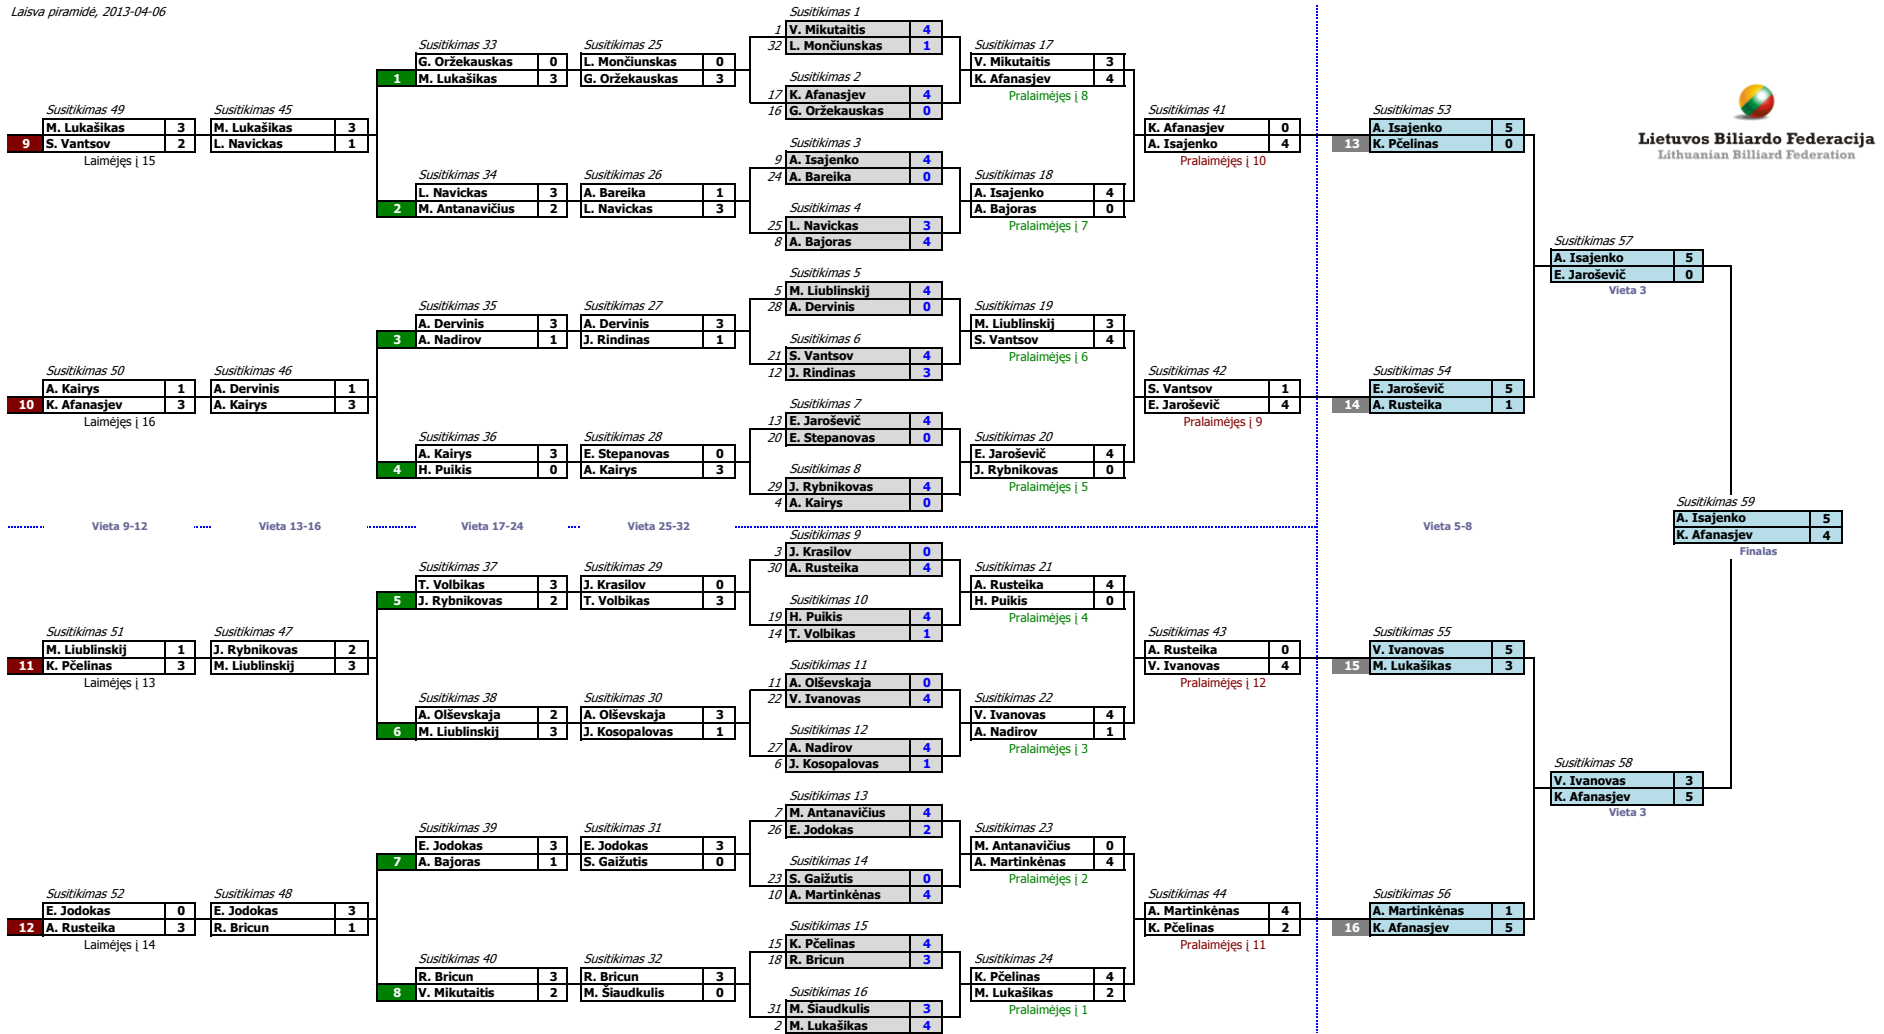 Laisva piramidė, 2013-04-06
Susitikimas 49
M. Lukašikas 3
9 S. Vantsov 2
Laimėjęs į 15
Susitikimas 50
A. Kairys 1
10 K. Afanasjev 3
Laimėjęs į 16
Vieta 9-12
Susitikimas 51
M. Liublinskij 1
11 K. Pčelinas 3
Laimėjęs į 13
Susitikimas 52
E. Jodokas 0
12 A. Rusteika 3
Laimėjęs į 14
Susitikimas 45
M. Lukašikas 3
L. Navickas 1
Susitikimas 46
A. Dervinis 1
A. Kairys 3
Vieta 13-16
Susitikimas 47
J. Rybnikovas 2
M. Liublinskij 3
Susitikimas 48
E. Jodokas 3
R. Bricun 1
Susitikimas 33
G. Oržekauskas 0
1 M. Lukašikas 3
Susitikimas 34
L. Navickas 3
2 M. Antanavičius 2
Susitikimas 35
A. Dervinis 3
3 A. Nadirov 1
Susitikimas 36
A. Kairys 3
4 H. Puikis 0
Vieta 17-24
Susitikimas 37
T. Volbikas 3
5 J. Rybnikovas 2
Susitikimas 38
A. Olševskaja 2
6 M. Liublinskij 3
Susitikimas 39
E. Jodokas 3
7 A. Bajoras 1
Susitikimas 40
R. Bricun 3
8 V. Mikutaitis 2
Susitikimas 25
L. Mončiunskas 0
G. Oržekauskas 3
Susitikimas 26
A. Bareika 1
L. Navickas 3
Susitikimas 27
A. Dervinis 3
J. Rindinas 1
Susitikimas 28
E. Stepanovas 0
A. Kairys 3
Vieta 25-32
Susitikimas 29
J. Krasilov 0
T. Volbikas 3
Susitikimas 30
A. Olševskaja 3
J. Kosopalovas 1
Susitikimas 31
E. Jodokas 3
S. Gaižutis 0
Susitikimas 32
R. Bricun 3
M. Šiaudkulis 0
Susitikimas 1
1 V. Mikutaitis 4
32 L. Mončiunskas 1
Susitikimas 2
17 K. Afanasjev 4
16 G. Oržekauskas 0
Susitikimas 3
9 A. Isajenko 4
24 A. Bareika 0
Susitikimas 4
25 L. Navickas 3
8 A. Bajoras 4
Susitikimas 5
5 M. Liublinskij 4
28 A. Dervinis 0
Susitikimas 6
21 S. Vantsov 4
12 J. Rindinas 3
Susitikimas 7
13 E. Jaroševič 4
20 E. Stepanovas 0
Susitikimas 8
29 J. Rybnikovas 4
4 A. Kairys 0
Susitikimas 9
3 J. Krasilov 0
30 A. Rusteika 4
Susitikimas 10
19 H. Puikis 4
14 T. Volbikas 1
Susitikimas 11
11 A. Olševskaja 0
22 V. Ivanovas 4
Susitikimas 12
27 A. Nadirov 4
6 J. Kosopalovas 1
Susitikimas 13
7 M. Antanavičius 4
26 E. Jodokas 2
Susitikimas 14
23 S. Gaižutis 0
10 A. Martinkėnas 4
Susitikimas 15
15 K. Pčelinas 4
18 R. Bricun 3
Susitikimas 16
31 M. Šiaudkulis 3
2 M. Lukašikas 4
Susitikimas 17
V. Mikutaitis 3
K. Afanasjev 4
Pralaimėjęs į 8
Susitikimas 18
A. Isajenko 4
A. Bajoras 0
Pralaimėjęs į 7
Susitikimas 19
M. Liublinskij 3
S. Vantsov 4
Pralaimėjęs į 6
Susitikimas 20
E. Jaroševič 4
J. Rybnikovas 0
Pralaimėjęs į 5
Susitikimas 21
A. Rusteika 4
H. Puikis 0
Pralaimėjęs į 4
Susitikimas 22
V. Ivanovas 4
A. Nadirov 1
Pralaimėjęs į 3
Susitikimas 23
M. Antanavičius 0
A. Martinkėnas 4
Pralaimėjęs į 2
Susitikimas 24
K. Pčelinas 4
M. Lukašikas 2
Pralaimėjęs į 1
Susitikimas 41
K. Afanasjev 0
A. Isajenko 4
Pralaimėjęs į 10
Susitikimas 42
S. Vantsov 1
E. Jaroševič 4
Pralaimėjęs į 9
Susitikimas 43
A. Rusteika 0
V. Ivanovas 4
Pralaimėjęs į 12
Susitikimas 44
A. Martinkėnas 4
K. Pčelinas 2
Pralaimėjęs į 11
Susitikimas 53
A. Isajenko 5
13 K. Pčelinas 0
Susitikimas 54
E. Jaroševič 5
14 A. Rusteika 1
Vieta 5-8
Susitikimas 55
V. Ivanovas 5
15 M. Lukašikas 3
Susitikimas 56
A. Martinkėnas 1
16 K. Afanasjev 5
Susitikimas 57
A. Isajenko 5
E. Jaroševič 0
Vieta 3
Susitikimas 58
V. Ivanovas 3
K. Afanasjev 5
Vieta 3
Susitikimas 59
A. Isajenko 5
K. Afanasjev 4
Finalas
Lietuvos Biliardo Federacija
Lithuanian Billiard Federation